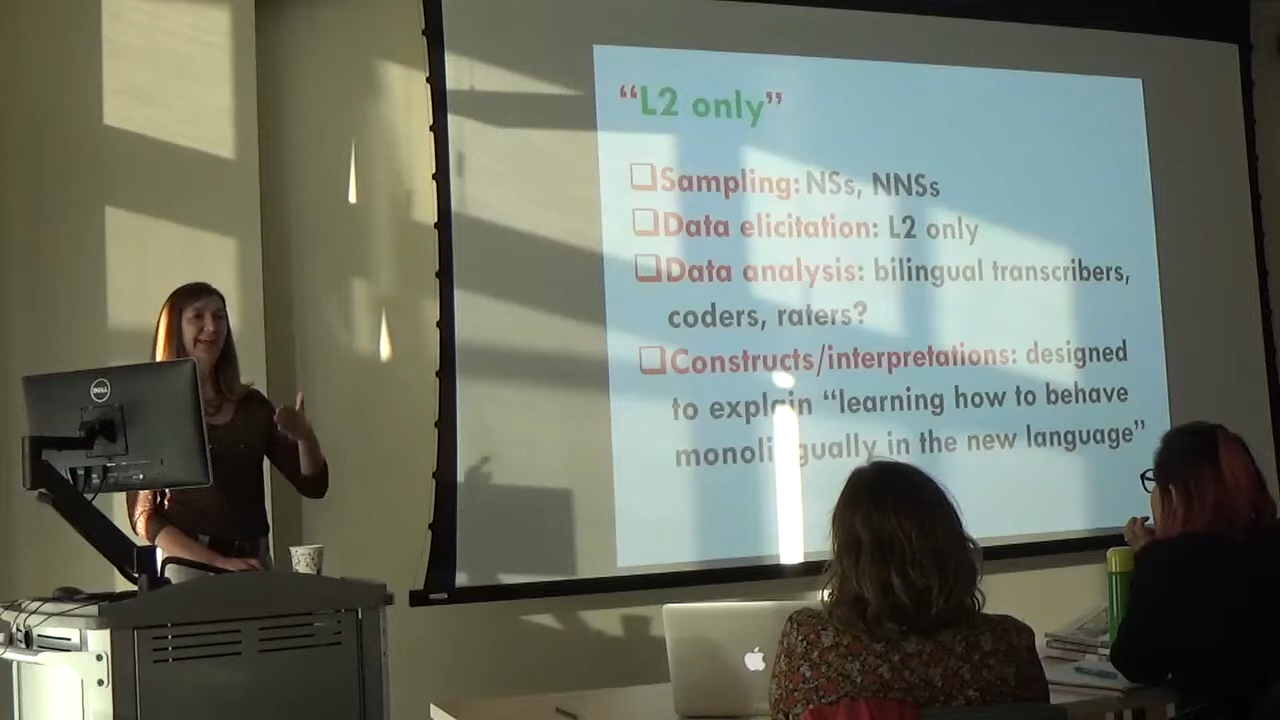 “L2 only”
❑Sampling: NSs, NNSs
❑Data elicitation: L2 only
❑Data analysis: bilingual transcribers,
coders, raters?
❑Constructs/interpretations: designed
to explain “learning how to behave
monolingually in the new language”
DELL